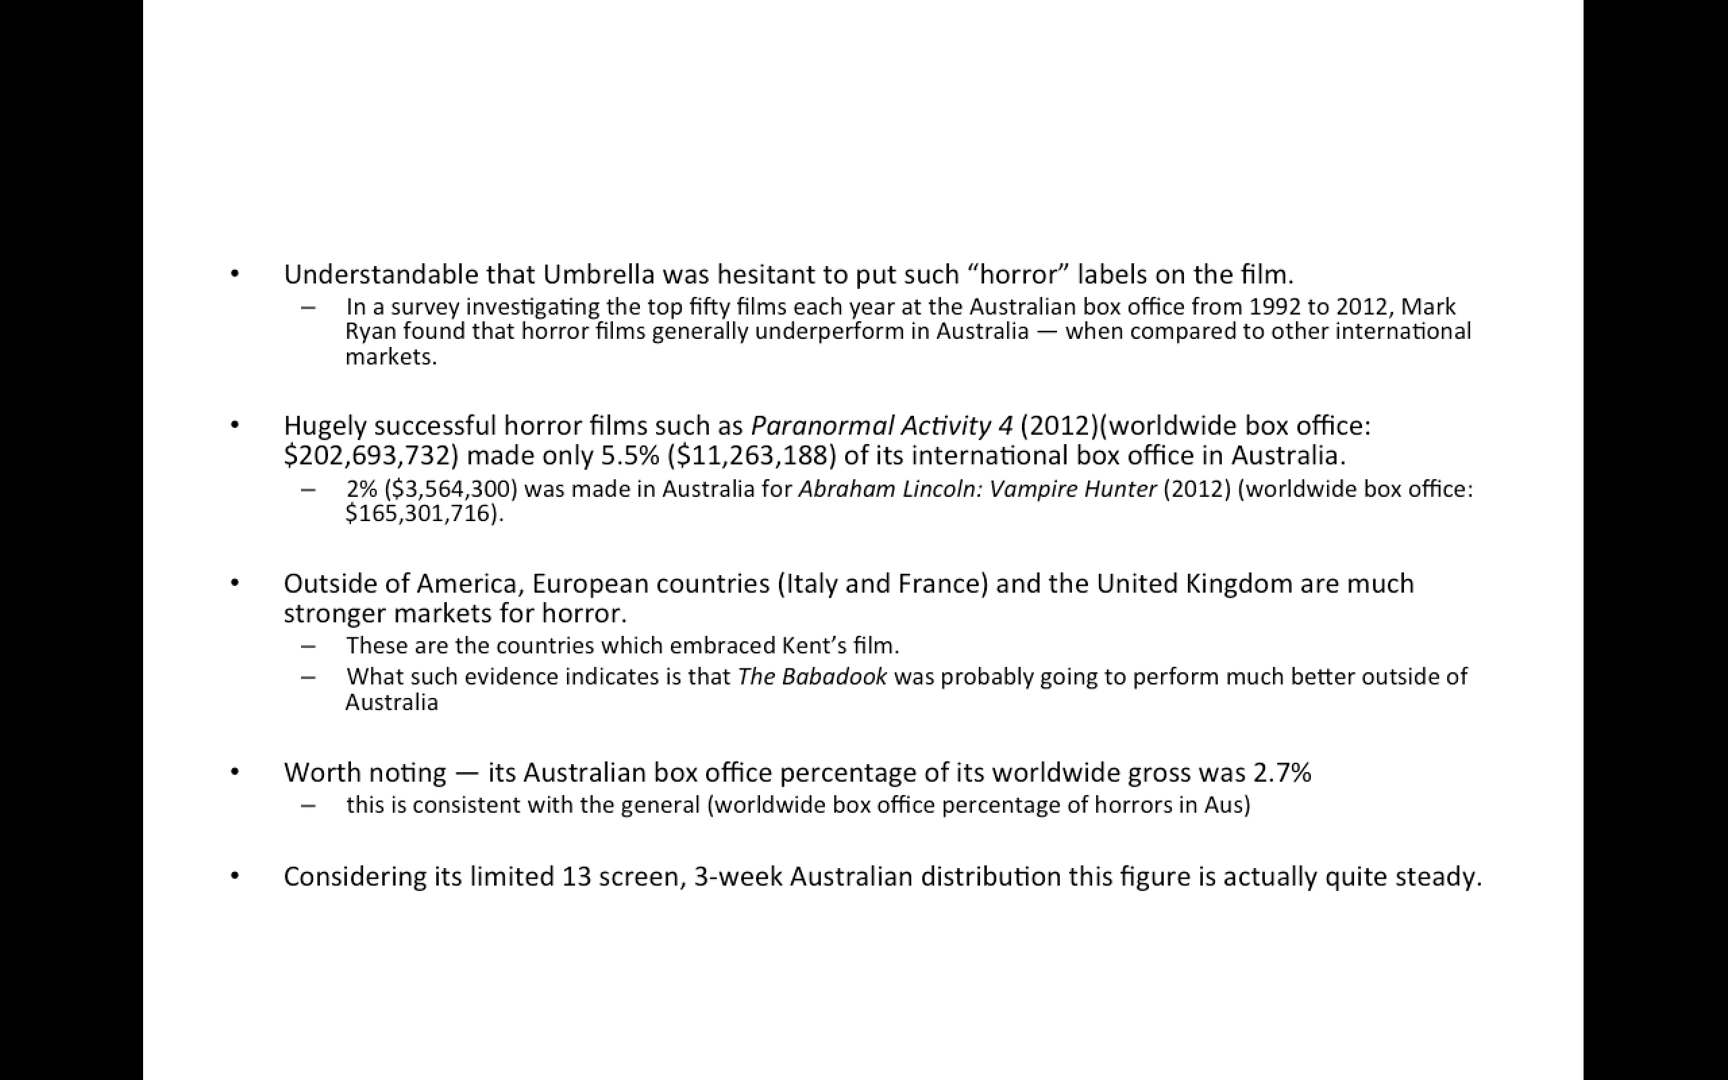 • Understandable that Umbrella was hesitant to put such “horror” labels on the film.
– In a survey investigating the top fifty films each year at the Australian box office from 1992 to 2012, Mark
Ryan found that horror films generally underperform in Australia — when compared to other international
markets.
• Hugely successful horror films such as Paranormal Activity 4 (2012)(worldwide box office:
$202,693,732) made only 5.5% ($11,263,188) of its international box office in Australia.
– 2% ($3,564,300) was made in Australia for Abraham Lincoln: Vampire Hunter (2012) (worldwide box office:
$165,301,716).
• Outside of America, European countries (Italy and France) and the United Kingdom are much
stronger markets for horror.
– These are the countries which embraced Kent’s film.
– What such evidence indicates is that The Babadook was probably going to perform much better outside of
Australia
• Worth noting — its Australian box office percentage of its worldwide gross was 2.7%
– this is consistent with the general (worldwide box office percentage of horrors in Aus)
• Considering its limited 13 screen, 3-week Australian distribution this figure is actually quite steady.